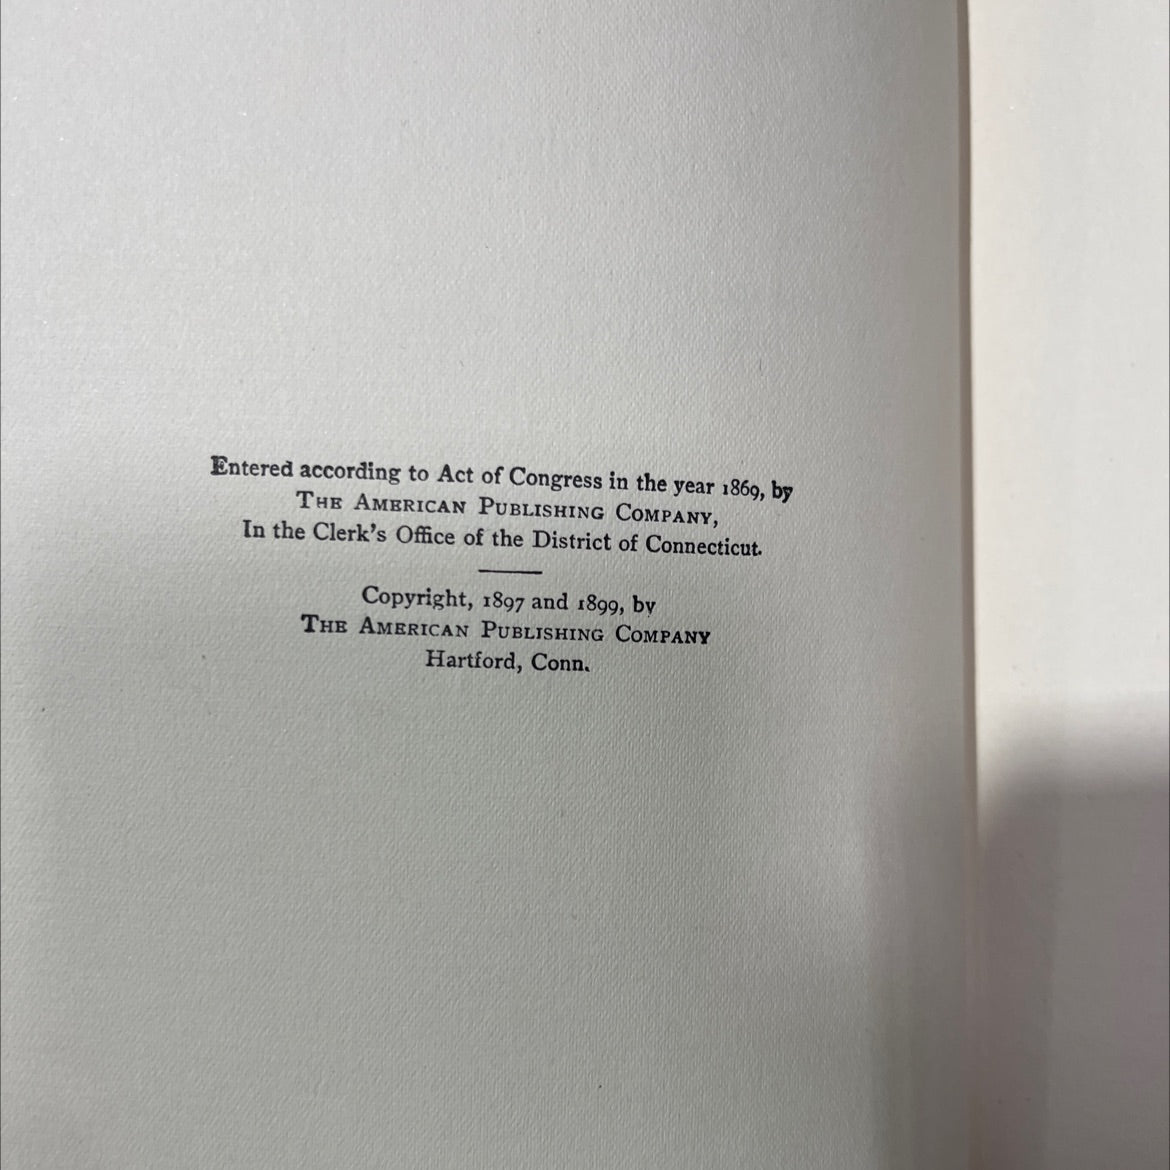 Entered according to Act of Congress in the year 1869, by
THE AMERICAN PUBLISHING COMPANY,
In the Clerk's Office of the District of Connecticut.
Copyright, 1897 and 1899, by
THE AMERICAN PUBLISHING COMPANY
Hartford, Conn.